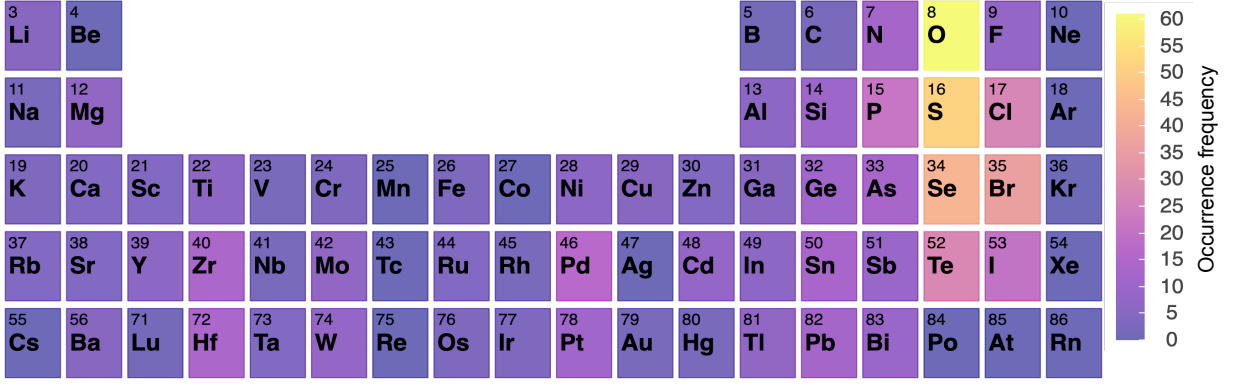 3 4 5 6 7 8 9 10
Li Be B C N O F Ne
11 12 13 14 15 16 17 18
Na Mg Al Si P S Cl Ar
19 20 21 22 23 24 25 26 27 28 29 30 31 32 33 34 35 36
K Ca Sc Ti V Cr Mn Fe Co Ni Cu Zn Ga Ge As Se Br Kr
37 38 39 40 41 42 43 44 45 46 47 48 49 50 51 52 53 54
Rb Sr Y Zr Nb Mo Tc Ru Rh Pd Ag Cd In Sn Sb Te I Xe
55 56 71 72 73 74 75 76 77 78 79 80 81 82 83 84 85 86
Cs Ba Lu Hf Ta W Re Os Ir Pt Au Hg Tl Pb Bi Po At Rn
60
55
50
45
40
35
30
25
20
15
10
5
0
Occurrence frequency